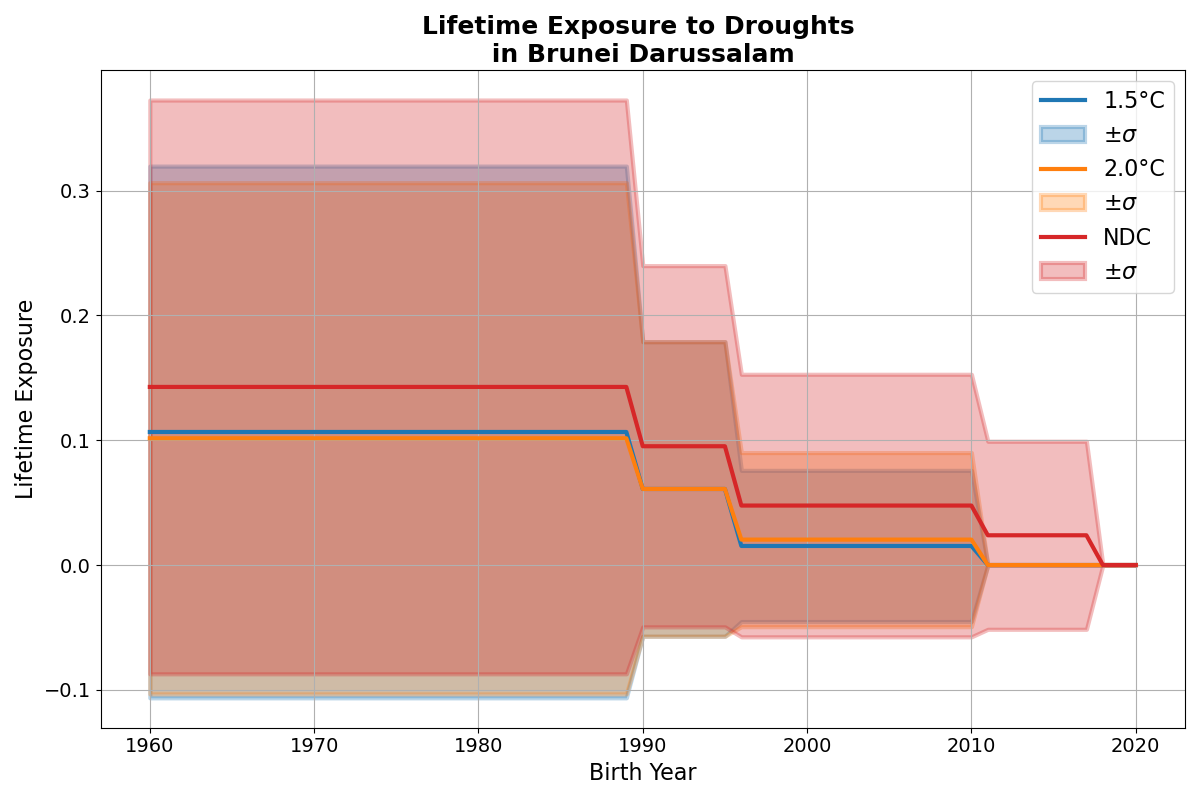 Lifetime Exposure to Droughts
in Brunei Darussalam
1.5°C
±σ
2.0°C
±σ
NDC
±σ
Lifetime Exposure
0.3
0.2
0.1
0.0
−0.1
1960
1970
1980
1990
2000
2010
2020
Birth Year